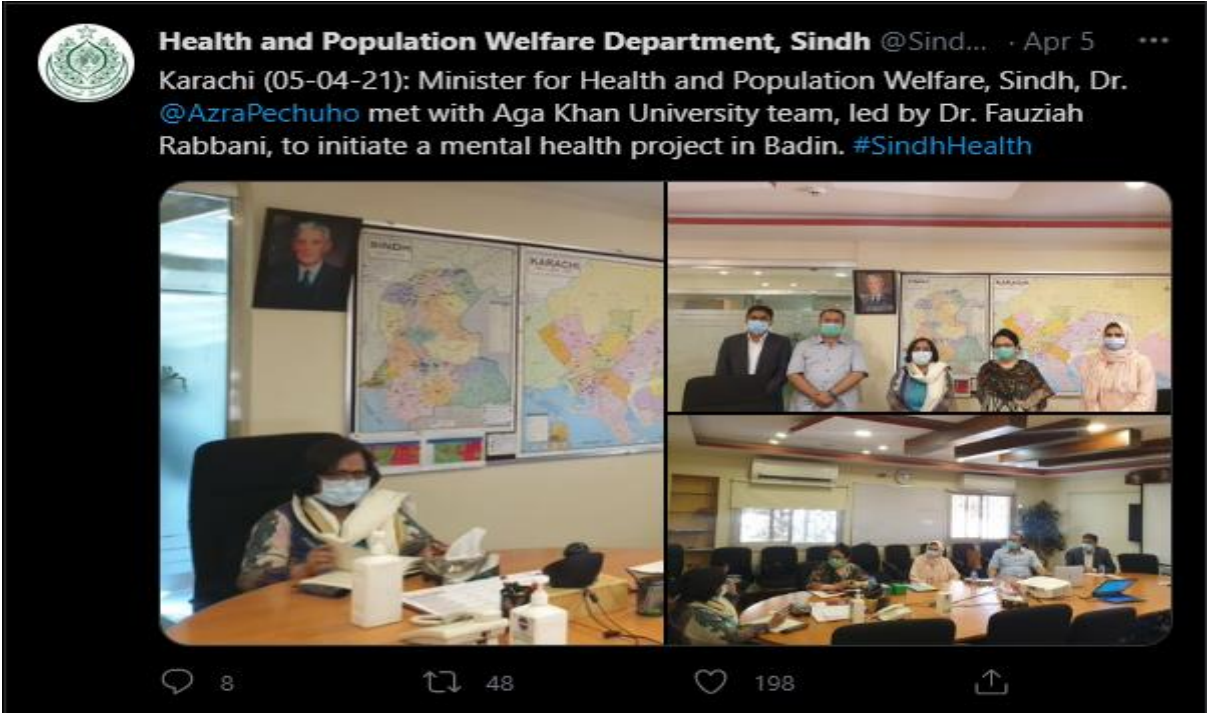 Health and Population Welfare Department, Sindh @Sind... · Apr 5
Karachi (05-04-21): Minister for Health and Population Welfare, Sindh, Dr.
@AzraPechuho met with Aga Khan University team, led by Dr. Fauziah
Rabbani, to initiate a mental health project in Badin. #SindhHealth
SINDH
KARACHI
KARACHI
8
48
198